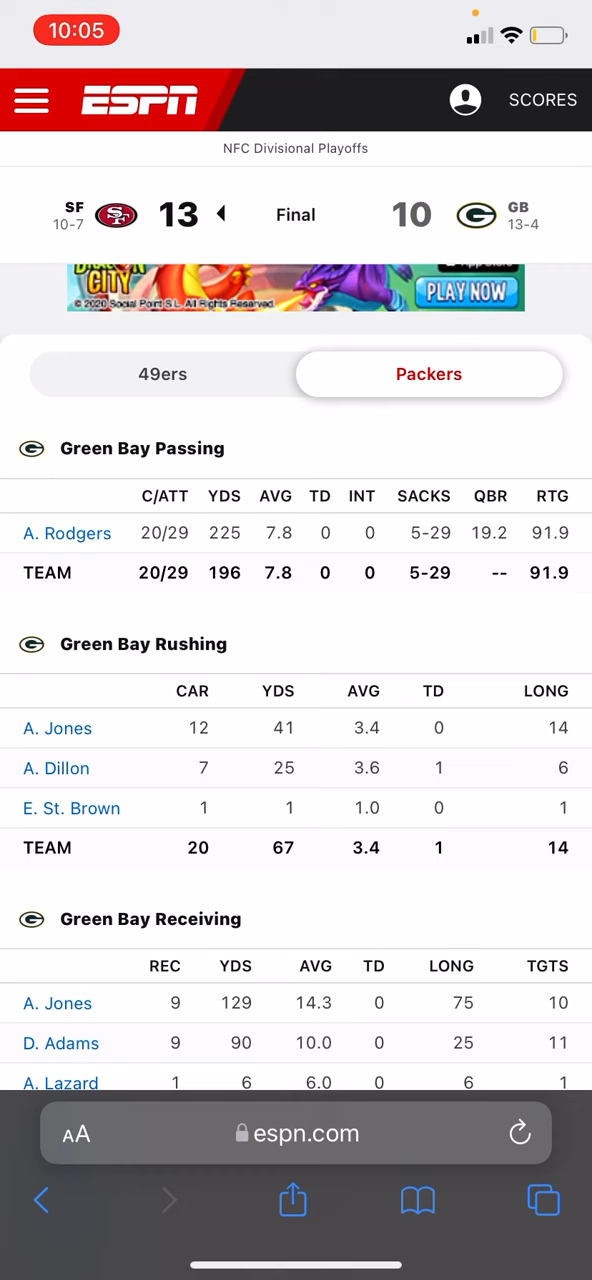 10:05
ESPN
SCORES
NFC Divisional Playoffs
SF 13 Final 10 GB
10-7 13-4
DRAGON
CITY
© 2020 Social Point S.L. All Rights Reserved
App Store
PLAY NOW
49ers Packers
Green Bay Passing
C/ATT YDS AVG TD INT SACKS QBR RTG
A. Rodgers 20/29 225 7.8 0 0 5-29 19.2 91.9
TEAM 20/29 196 7.8 0 0 5-29 -- 91.9
Green Bay Rushing
CAR YDS AVG TD LONG
A. Jones 12 41 3.4 0 14
A. Dillon 7 25 3.6 1 6
E. St. Brown 1 1 1.0 0 1
TEAM 20 67 3.4 1 14
Green Bay Receiving
REC YDS AVG TD LONG TGTS
A. Jones 9 129 14.3 0 75 10
D. Adams 9 90 10.0 0 25 11
A. Lazard 1 6 6.0 0 6 1
AA espn.com